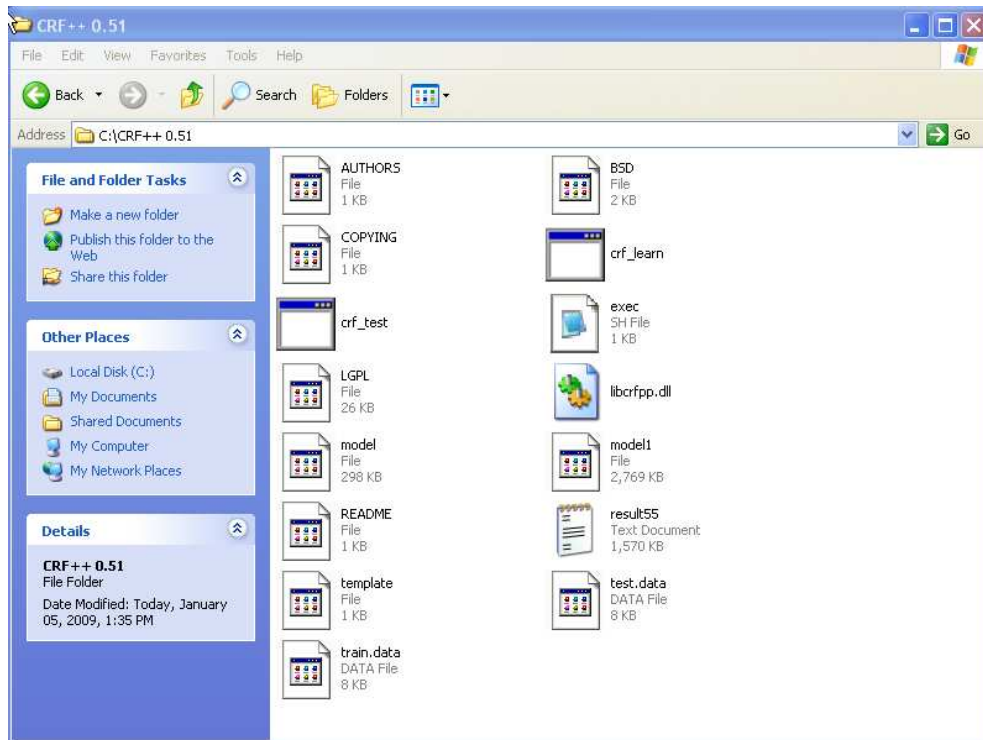 CRF++ 0.51
File Edit View Favorites Tools Help
Back Search Folders
Address C:\CRF++ 0.51 Go
File and Folder Tasks
Make a new folder
Publish this folder to the
Web
Share this folder
Other Places
Local Disk (C:)
My Documents
Shared Documents
My Computer
My Network Places
Details
CRF++ 0.51
File Folder
Date Modified: Today, January
05, 2009, 1:35 PM
AUTHORS
File
1 KB
BSD
File
2 KB
COPYING
File
1 KB
crf_learn
crf_test
exec
SH File
1 KB
LGPL
File
26 KB
libcrfpp.dll
model
File
298 KB
model1
File
2,769 KB
README
File
1 KB
result55
Text Document
1,570 KB
template
File
1 KB
test.data
DATA File
8 KB
train.data
DATA File
8 KB